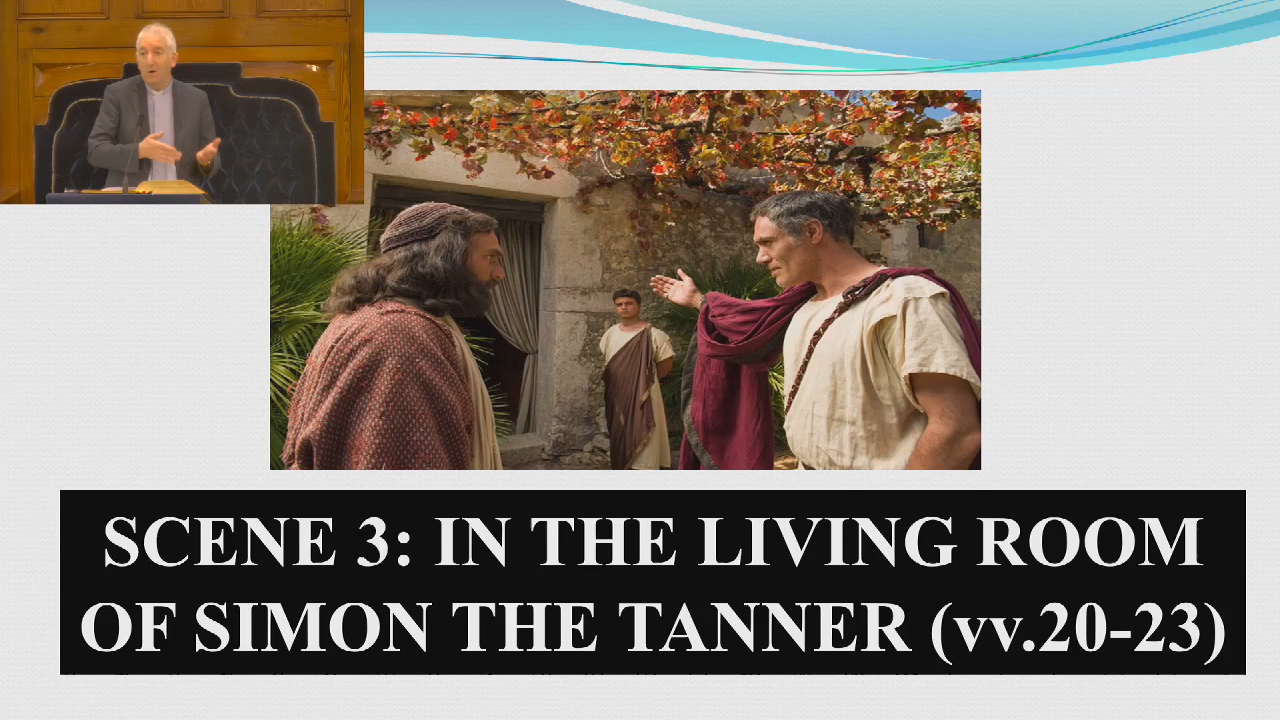 SCENE 3: IN THE LIVING ROOM
OF SIMON THE TANNER (vv.20-23)